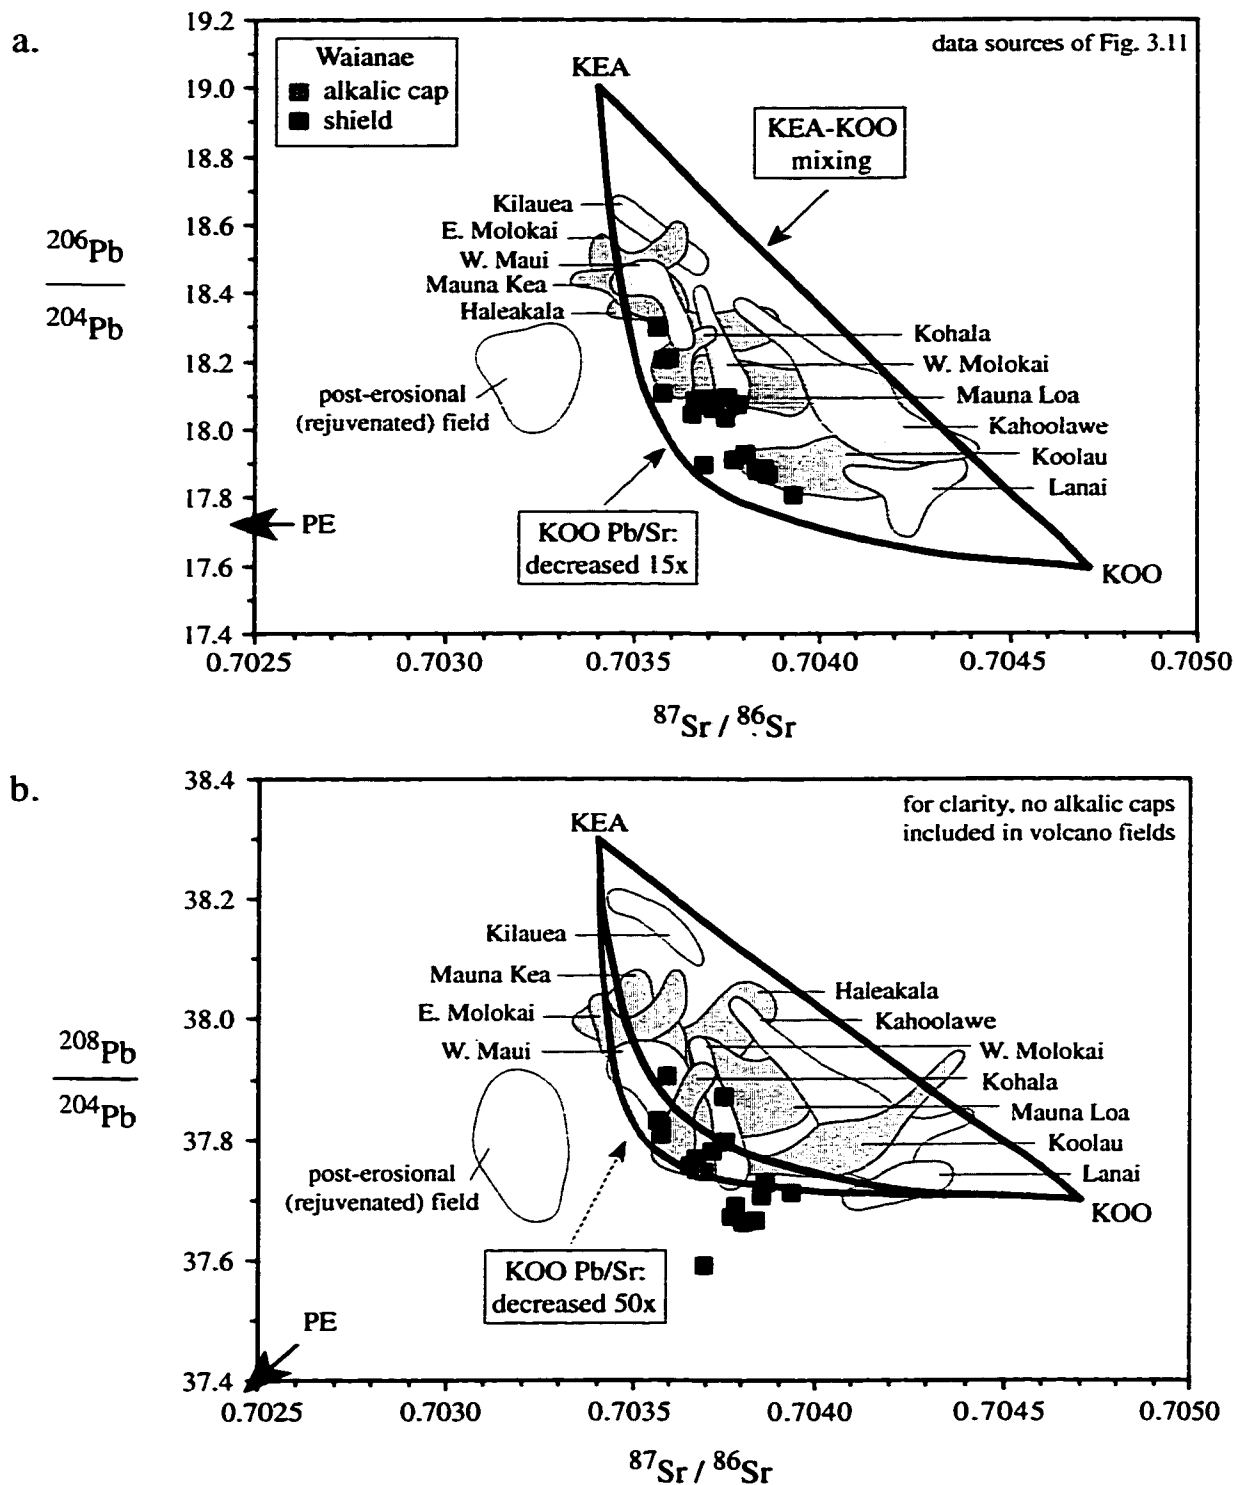 a.
data sources of Fig. 3.11
Waianae
alkalic cap
shield
KEA
KEA-KOO
mixing
19.2
19.0
18.8
18.6
18.4
18.2
18.0
17.8
17.6
17.4
206Pb
204Pb
Kilauea
E. Molokai
W. Maui
Mauna Kea
Haleakala
post-erosional
(rejuvenated) field
Kohala
W. Molokai
Mauna Loa
Kahoolawe
Koolau
Lanai
PE
KOO Pb/Sr:
decreased 15x
KOO
0.7025 0.7030 0.7035 0.7040 0.7045 0.7050
87Sr / 86Sr
b.
for clarity, no alkalic caps
included in volcano fields
KEA
38.4
38.2
38.0
37.8
37.6
37.4
208Pb
204Pb
Kilauea
Mauna Kea
E. Molokai
W. Maui
post-erosional
(rejuvenated) field
Haleakala
Kahoolawe
W. Molokai
Kohala
Mauna Loa
Koolau
Lanai
KOO
KOO Pb/Sr:
decreased 50x
PE
0.7025 0.7030 0.7035 0.7040 0.7045 0.7050
87Sr / 86Sr